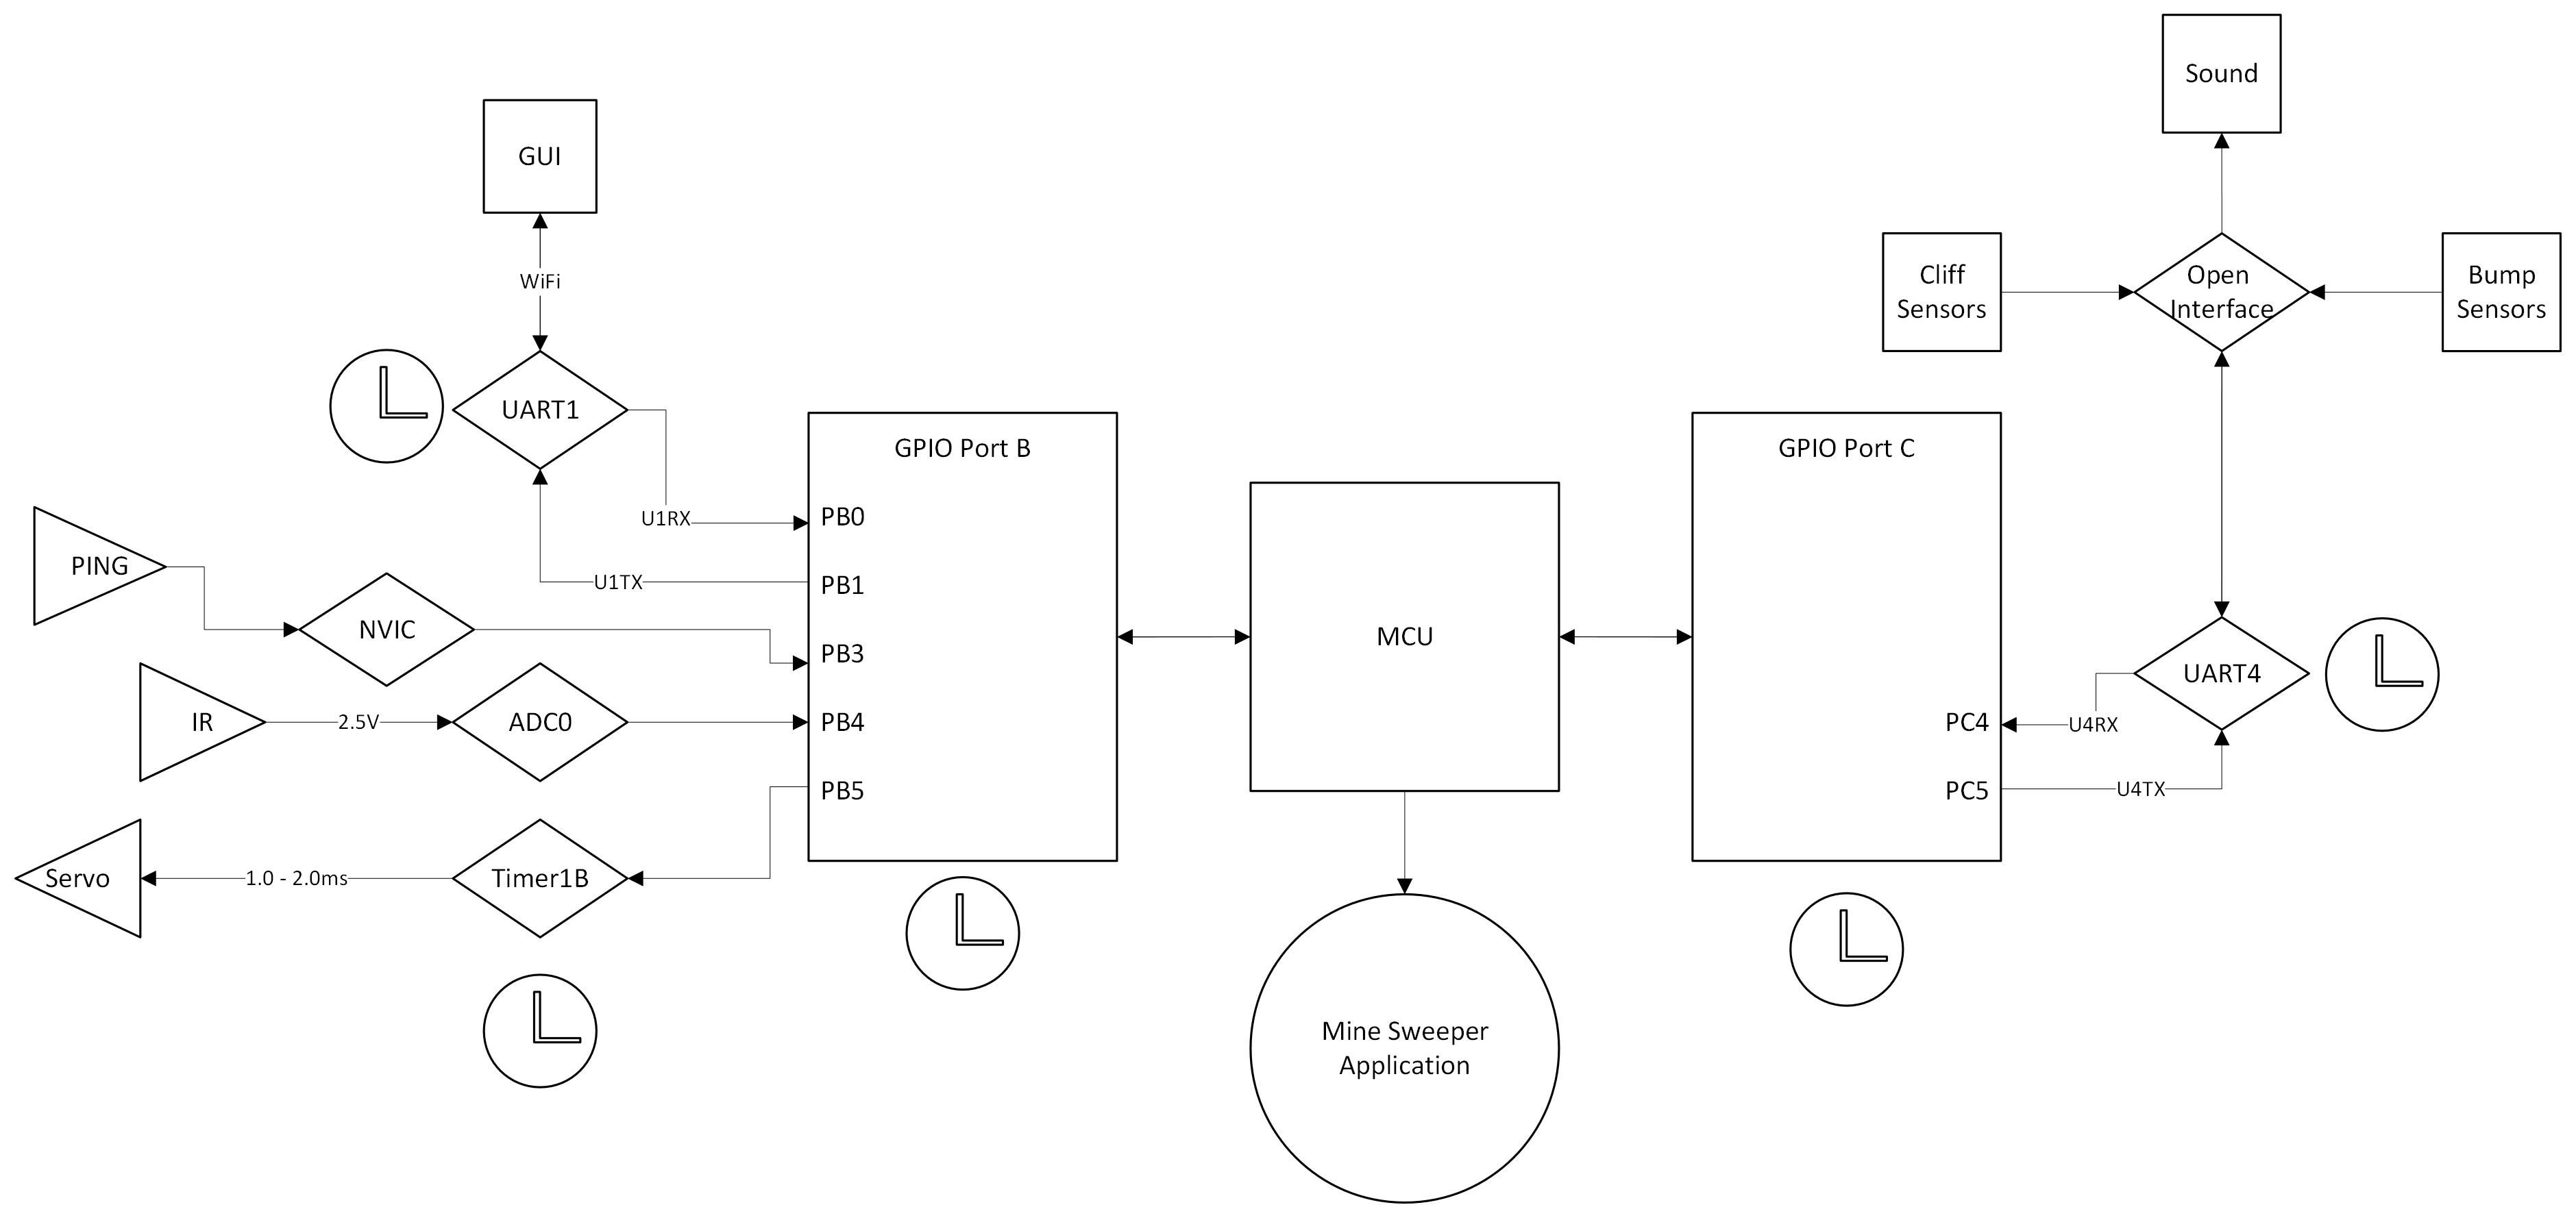 Sound
GUI
Cliff
Sensors
Open
Interface
Bump
Sensors
WiFi
UART1
GPIO Port B
GPIO Port C
PB0
U1RX
PING
U1TX
PB1
NVIC
PB3
MCU
UART4
IR
2.5V
ADC0
PB4
PC4
U4RX
PB5
PC5
U4TX
Servo
1.0 - 2.0ms
Timer1B
Mine Sweeper
Application